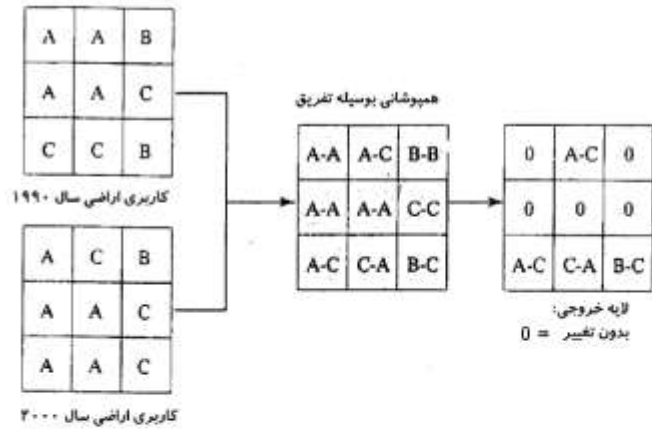 A A B
A A C
C C B
کاربری اراضی سال ۱۹۹۰
A C B
A A C
A A C
کاربری اراضی سال ۲۰۰۰
همپوشانی بوسیله تفریق
A-A A-C B-B
A-A A-A C-C
A-C C-A B-C
0 A-C 0
0 0 0
A-C C-A B-C
لایه خروجی:
بدون تغییر = 0